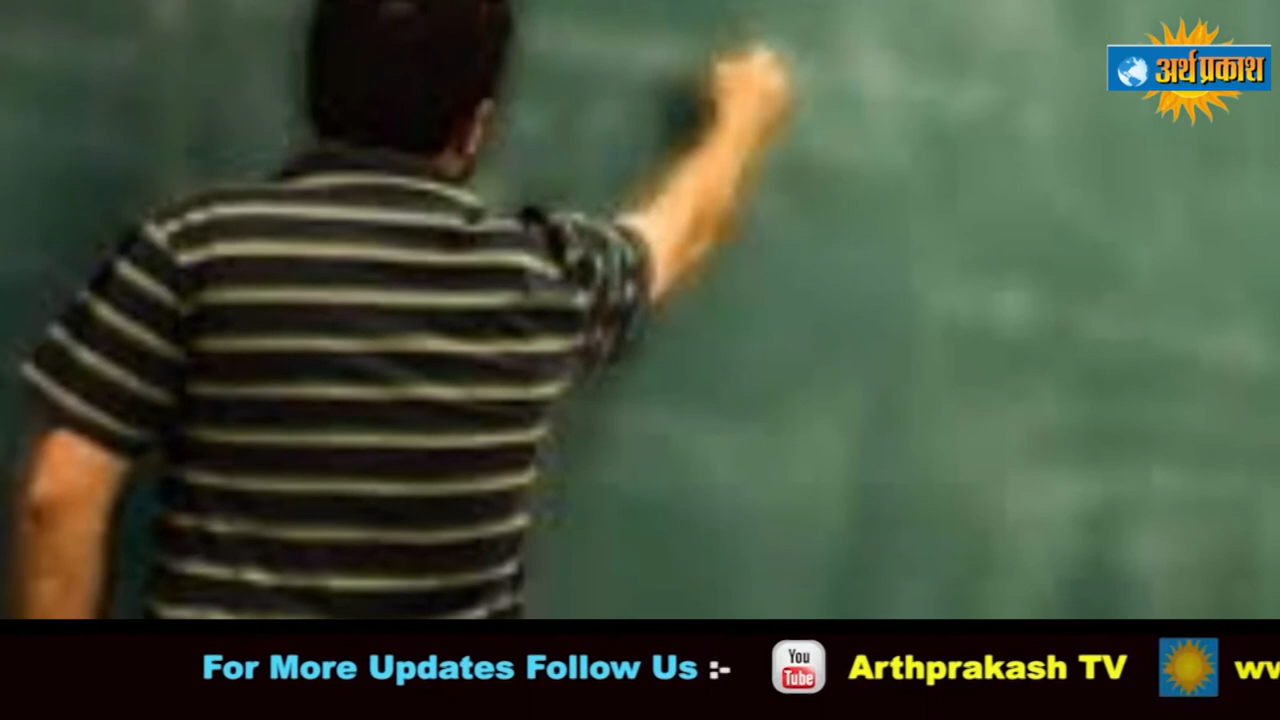 अर्थ प्रकाश
For More Updates Follow Us :-
You
Tube
Arthprakash TV